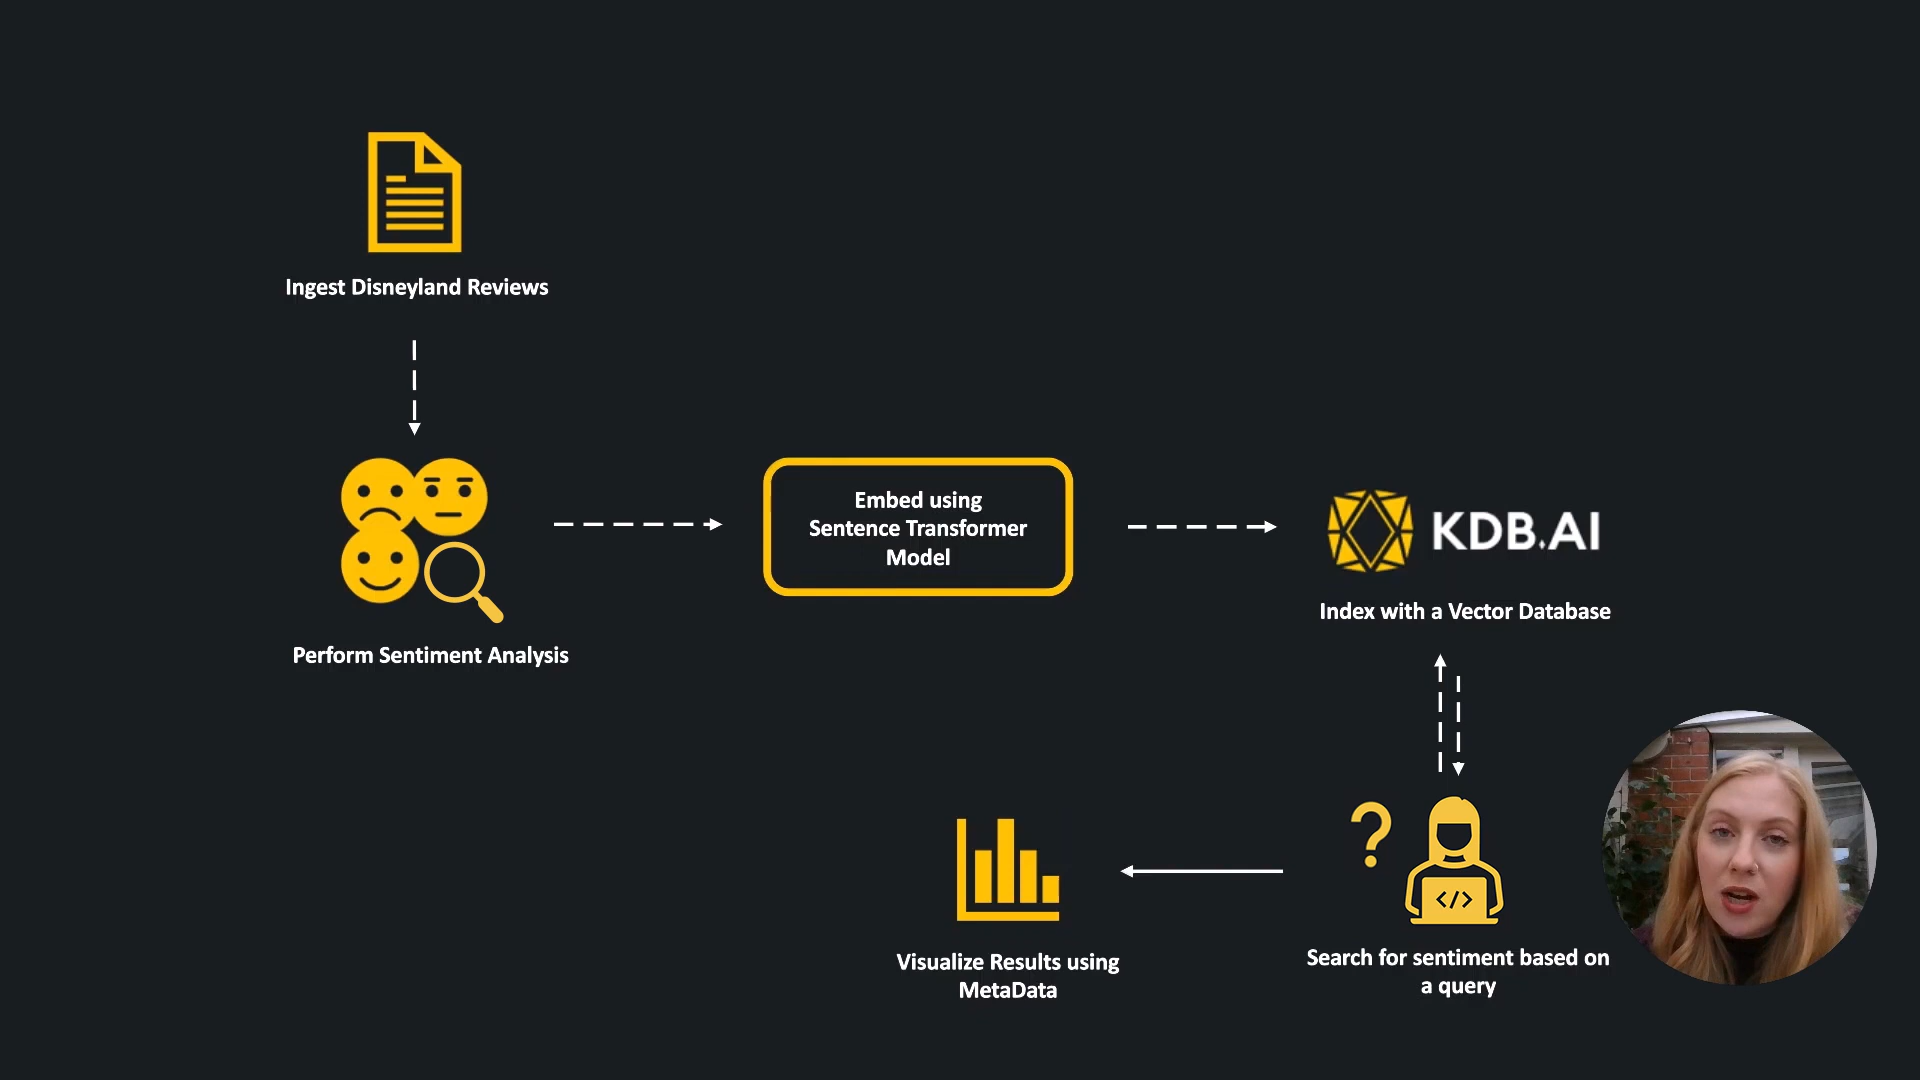 Ingest Disneyland Reviews
Perform Sentiment Analysis
Embed using
Sentence Transformer
Model
KDB.AI
Index with a Vector Database
?
</>
Search for sentiment based on
a query
Visualize Results using
MetaData